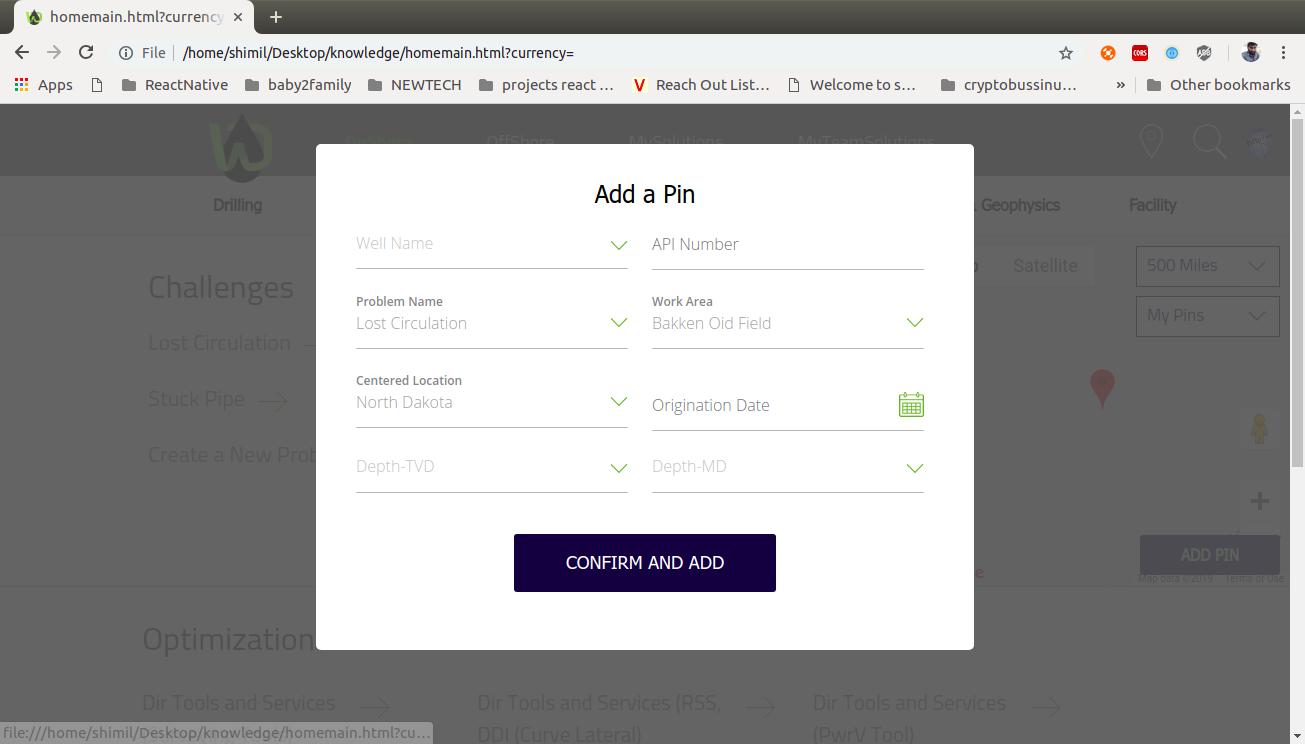 homemain.html?currency
File
/home/shimil/Desktop/knowledge/homemain.html?currency=
CORS
ABP
Apps
ReactNative
baby2family
NEWTECH
projects react ...
Reach Out List...
Welcome to s...
cryptobussinu...
»
Other bookmarks
OnShore
OffShore
MySolutions
MyTeamSolutions
Drilling
Geophysics
Facility
Add a Pin
Well Name
API Number
Satellite
500 Miles
Challenges
Problem Name
Work Area
Lost Circulation
Bakken Oid Field
My Pins
Lost Circulation
Centered Location
North Dakota
Origination Date
Stuck Pipe
Create a New Prob
Depth-TVD
Depth-MD
CONFIRM AND ADD
ADD PIN
Map data ©2019
Terms of Use
Optimization
Dir Tools and Services
Dir Tools and Services (RSS,
DDI (Curve Lateral)
Dir Tools and Services
(PwrV Tool)
file:///home/shimil/Desktop/knowledge/homemain.html?cu...